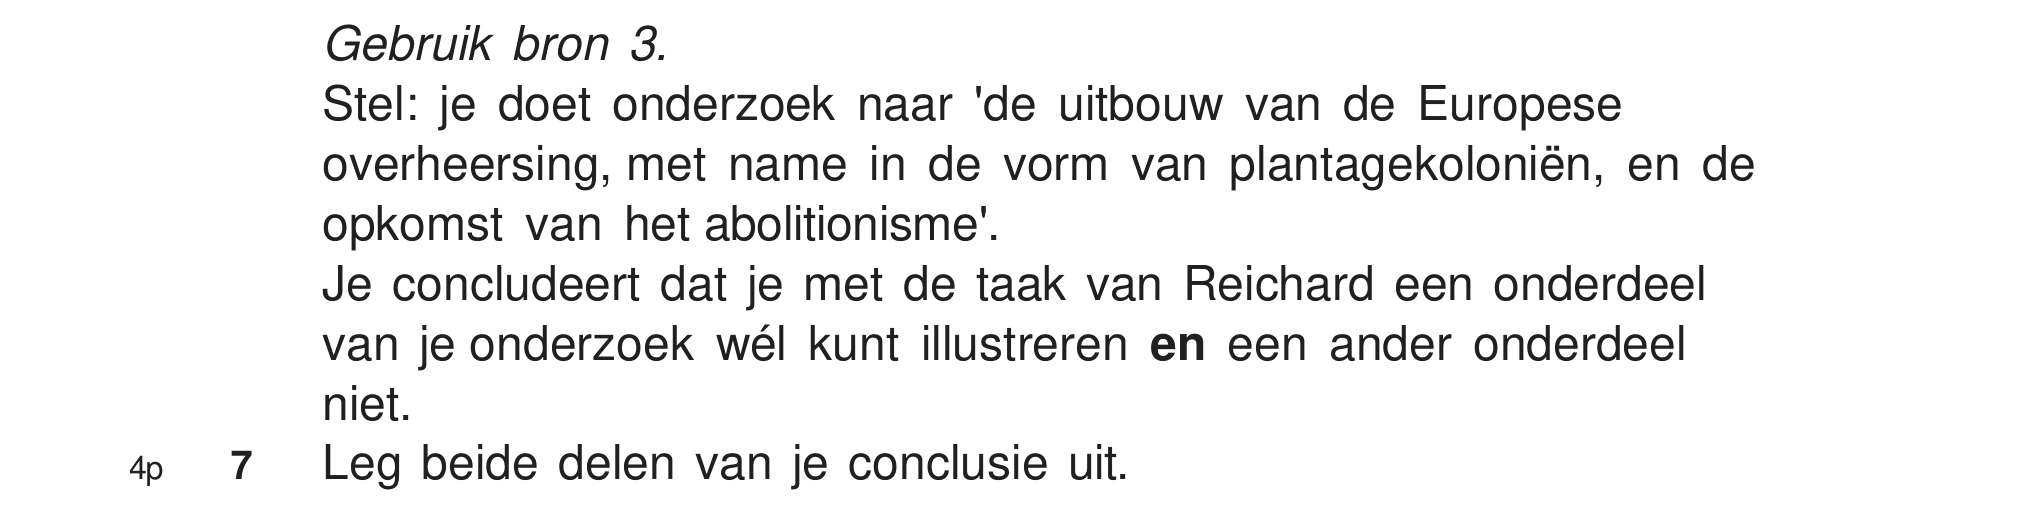 Gebruik bron 3.
Stel: je doet onderzoek naar 'de uitbouw van de Europese
overheersing, met name in de vorm van plantagekoloniën, en de
opkomst van het abolitionisme'.
Je concludeert dat je met de taak van Reichard een onderdeel
van je onderzoek wél kunt illustreren en een ander onderdeel
niet.
4p 7 Leg beide delen van je conclusie uit.